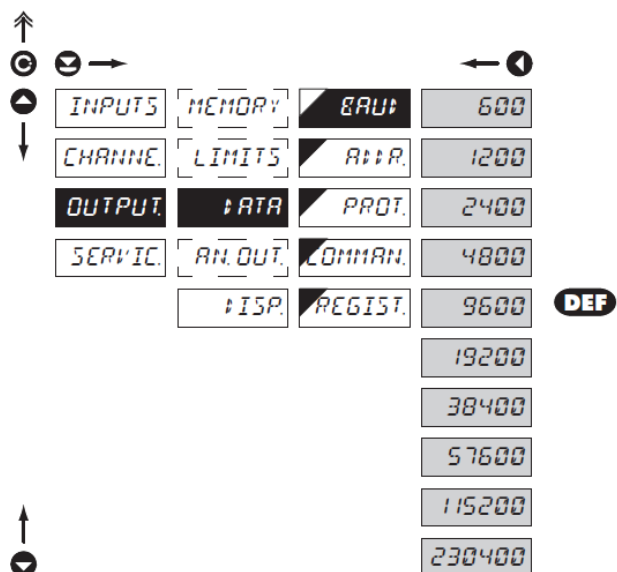 INPUTS MEMORY BAUD 600
CHANNE. LIMITS ADDR. 1200
OUTPUT. DATA PROT. 2400
SERVIC. AN. OUT. COMMAN. 4800
DISP. REGIST. 9600 DEF
19200
38400
57600
115200
230400